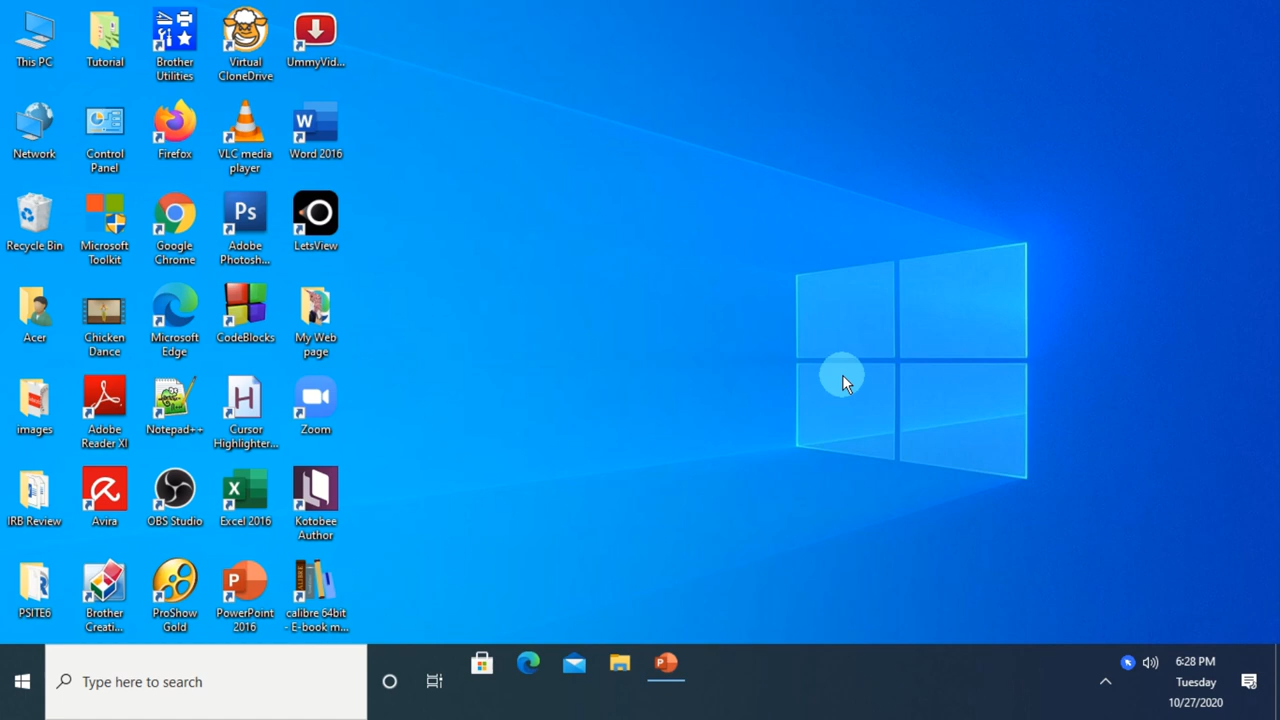 This PC
Tutorial
Brother
Utilities
Virtual
CloneDrive
UmmyVid...
Network
Control
Panel
Firefox
VLC media
player
Word 2016
Recycle Bin
Microsoft
Toolkit
Google
Chrome
Adobe
Photosh...
LetsView
Acer
Chicken
Dance
Microsoft
Edge
CodeBlocks
My Web
page
images
Adobe
Reader XI
Notepad++
Cursor
Highlighter...
Zoom
IRB Review
Avira
OBS Studio
Excel 2016
Kotobee
Author
PSITE6
Brother
Creati...
ProShow
Gold
PowerPoint
2016
calibre 64bit
- E-book m...
Type here to search
6:28 PM
Tuesday
10/27/2020